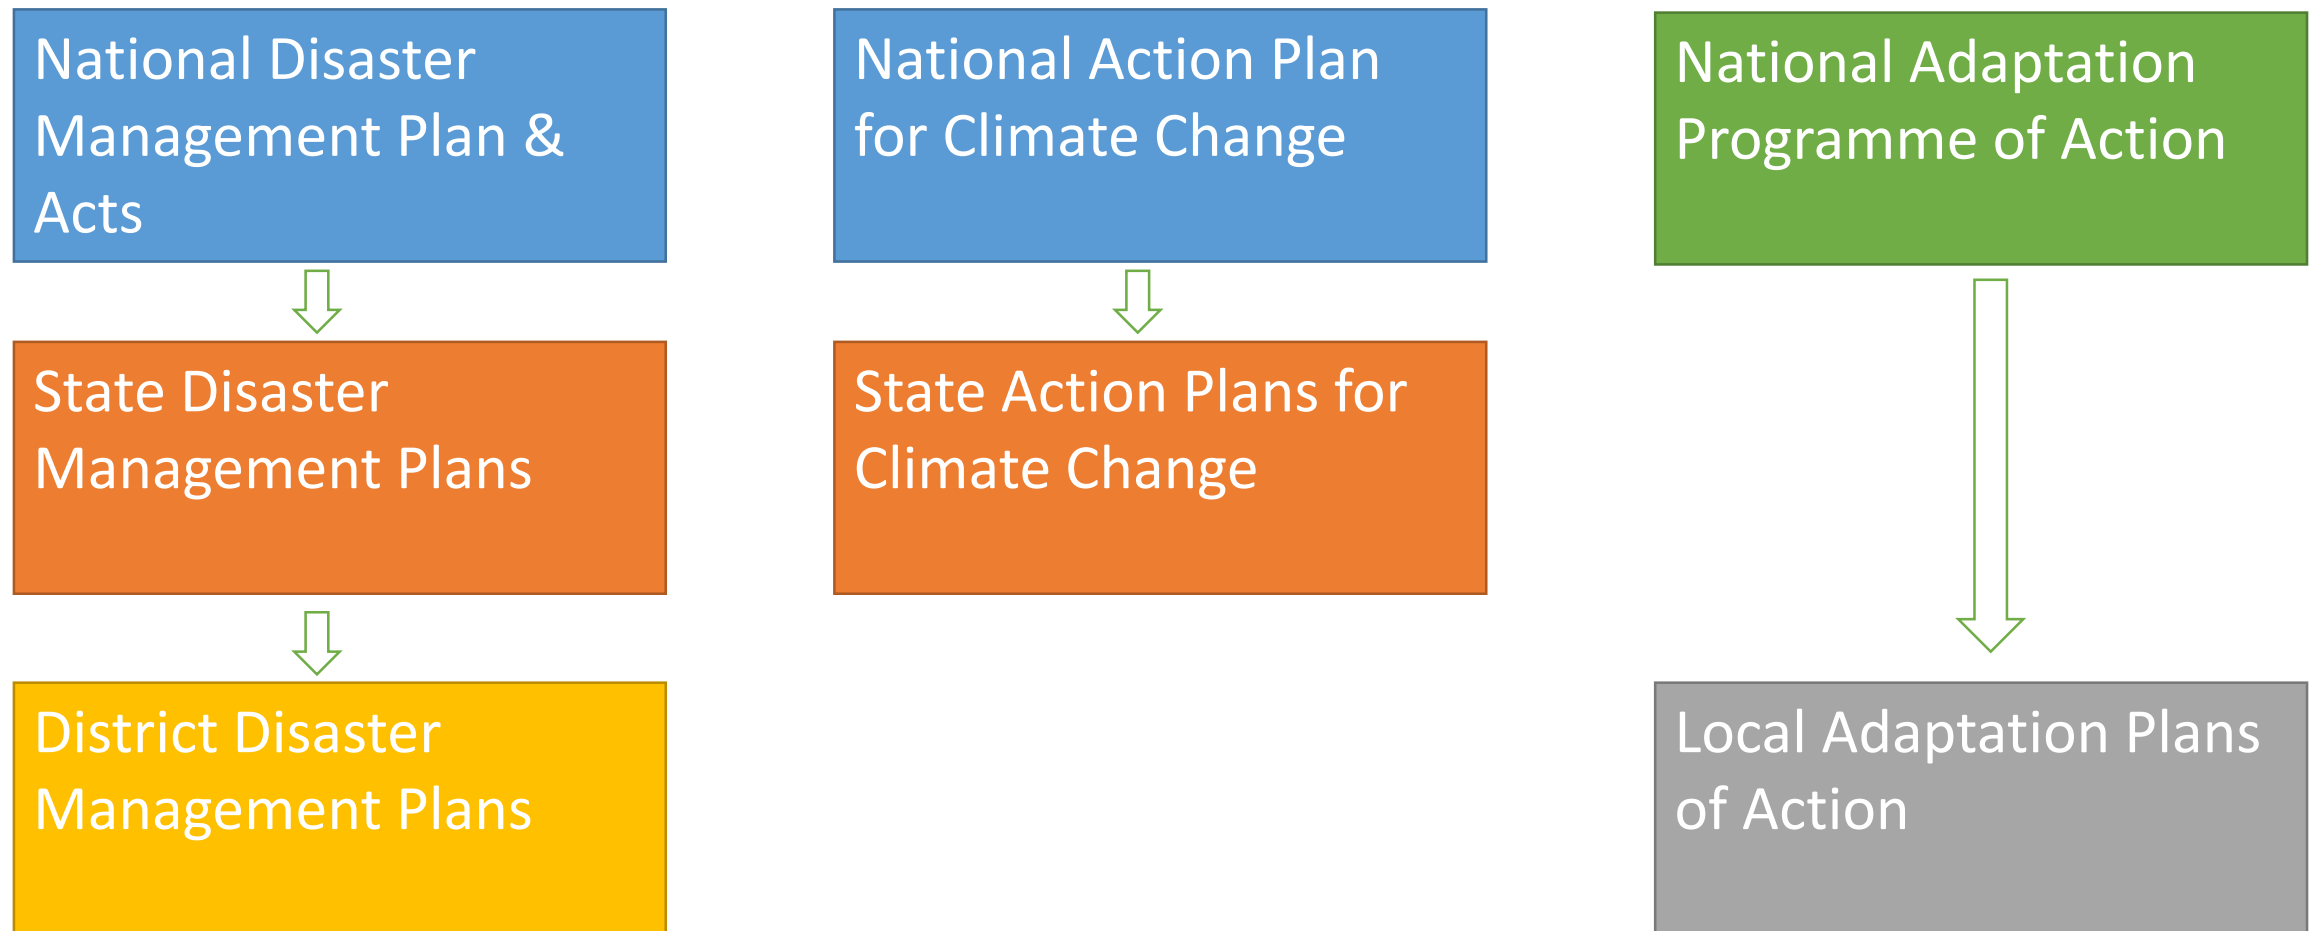 National Disaster
Management Plan &
Acts
National Action Plan
for Climate Change
National Adaptation
Programme of Action
State Disaster
Management Plans
State Action Plans for
Climate Change
District Disaster
Management Plans
Local Adaptation Plans
of Action